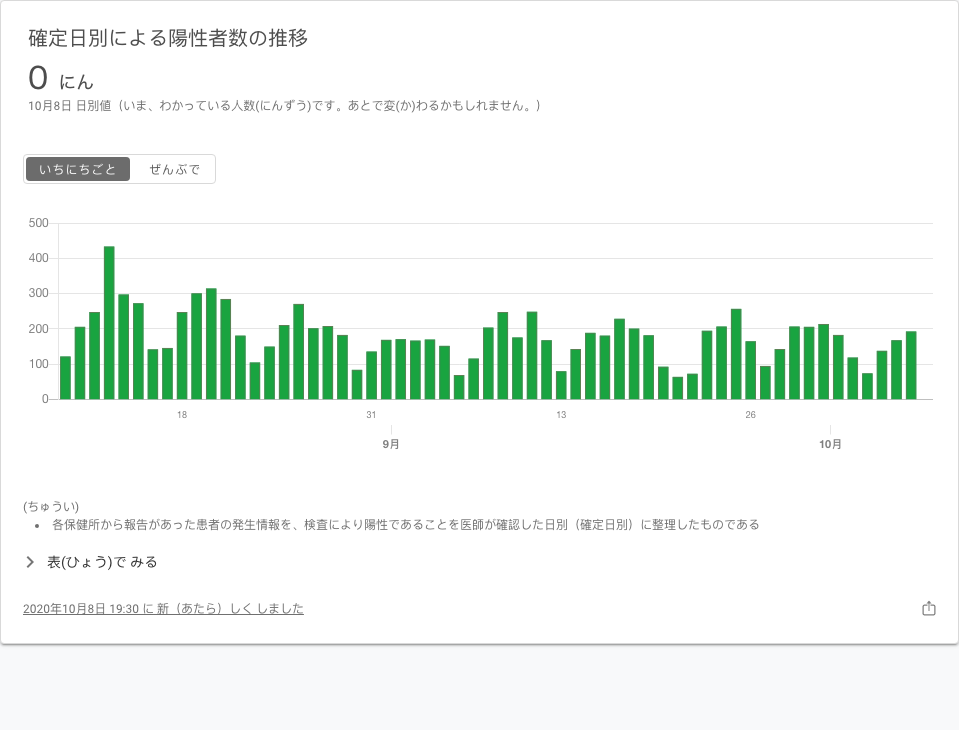 確定日別による陽性者数の推移
0 にん
10月8日 日別値（いま、わかっている人数(にんずう)です。あとで変(か)わるかもしれません。）
いちにちごと ぜんぶで
500
400
300
200
100
0
18 31 13 26
9月 10月
(ちゅうい)
• 各保健所から報告があった患者の発生情報を、検査により陽性であることを医師が確認した日別（確定日別）に整理したものである
表(ひょう)で みる
2020年10月8日 19:30 に 新（あたら）しく しました